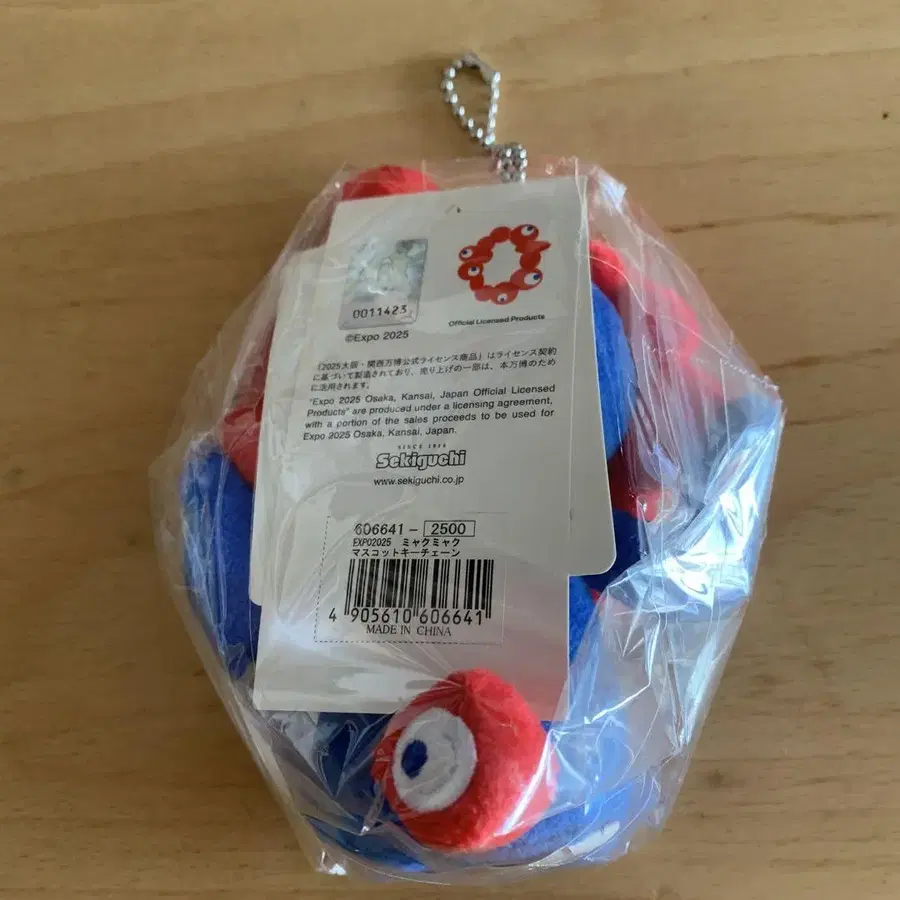 0011423
©Expo 2025
Official Licensed Products
「2025大阪・関西万博公式ライセンス商品」はライセンス契約
に基づいて製造されており、売り上げの一部は、本万博のため
に活用されます。
"Expo 2025 Osaka, Kansai, Japan Official Licensed
Products" are produced under a licensing agreement,
with a portion of the sales proceeds to be used for
Expo 2025 Osaka, Kansai, Japan.
SINCE 1918
Sekiguchi
www.sekiguchi.co.jp
606641- 2500
EXPO2025 ミャクミャク
マスコットキーチェーン
4 905610 606641
MADE IN CHINA